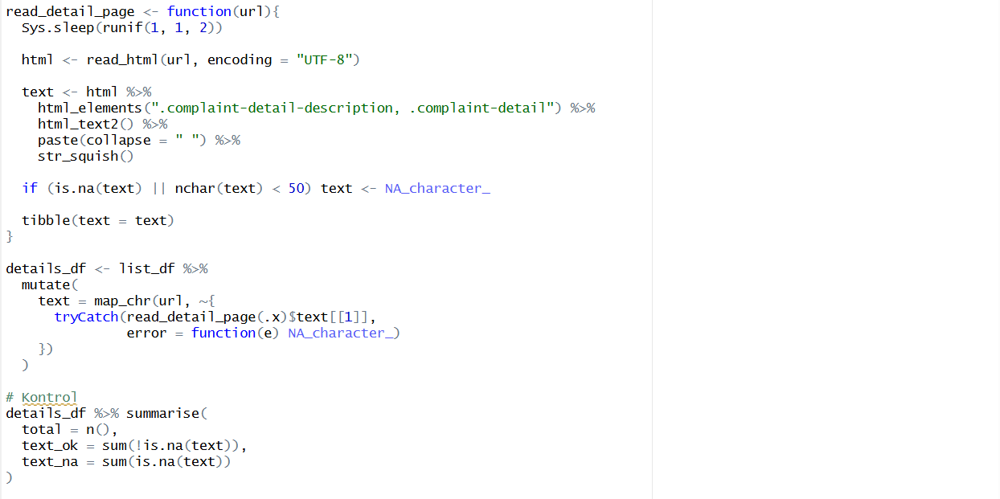 read_detail_page <- function(url){
  Sys.sleep(runif(1, 1, 2))

  html <- read_html(url, encoding = "UTF-8")

  text <- html %>%
    html_elements(".complaint-detail-description, .complaint-detail") %>%
    html_text2() %>%
    paste(collapse = " ") %>%
    str_squish()

  if (is.na(text) || nchar(text) < 50) text <- NA_character_

  tibble(text = text)
}

details_df <- list_df %>%
  mutate(
    text = map_chr(url, ~{
      tryCatch(read_detail_page(.x)$text[[1]],
               error = function(e) NA_character_)
    })
  )

# Kontrol
details_df %>% summarise(
  total = n(),
  text_ok = sum(!is.na(text)),
  text_na = sum(is.na(text))
)